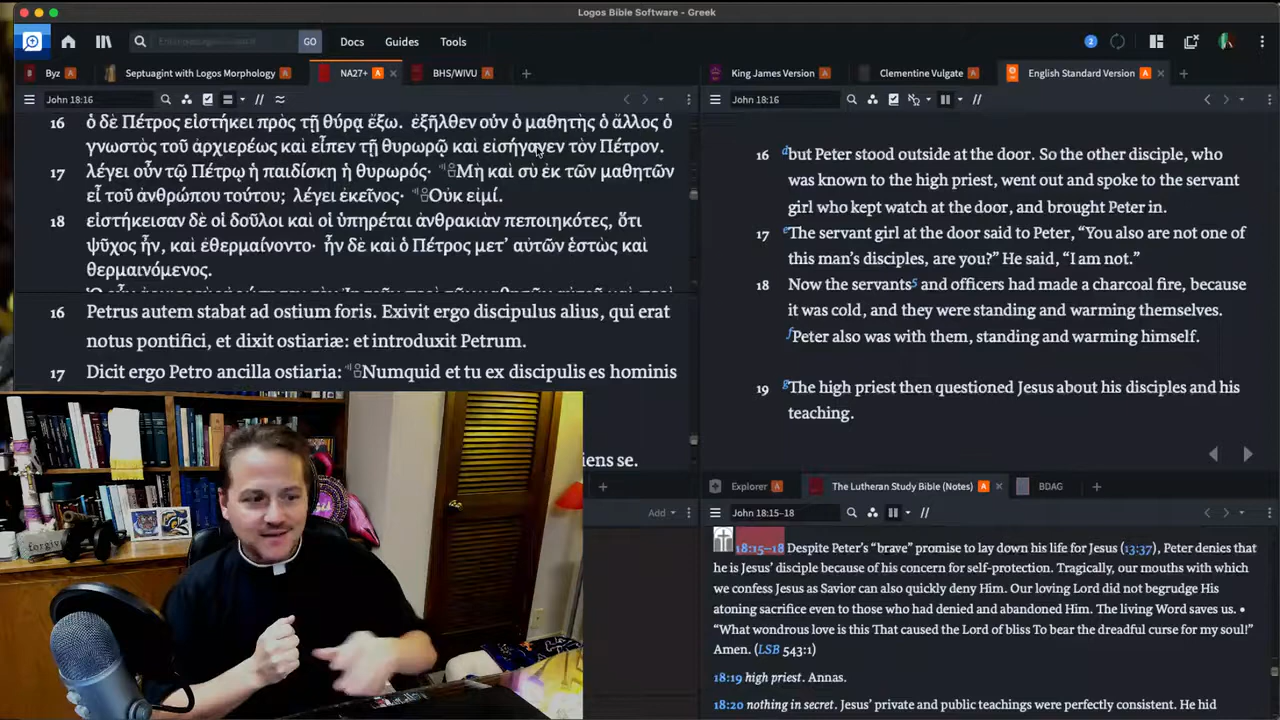 Logos Bible Software - Greek
GO
Docs
Guides
Tools
2
Byz A
Septuagint with Logos Morphology A
NA27+ A
BHS/WIVU A
King James Version A
Clementine Vulgate A
English Standard Version A
John 18:16
16 ὁ δὲ Πέτρος εἱστήκει πρὸς τῇ θύρᾳ ἔξω. ἐξῆλθεν οὖν ὁ μαθητὴς ὁ ἄλλος ὁ
γνωστὸς τοῦ ἀρχιερέως καὶ εἶπεν τῇ θυρωρῷ καὶ εἰσήγαγεν τὸν Πέτρον.
17 λέγει οὖν τῷ Πέτρῳ ἡ παιδίσκη ἡ θυρωρός· Μὴ καὶ σὺ ἐκ τῶν μαθητῶν
εἶ τοῦ ἀνθρώπου τούτου; λέγει ἐκεῖνος· Οὐκ εἰμί.
18 εἱστήκεισαν δὲ οἱ δοῦλοι καὶ οἱ ὑπηρέται ἀνθρακιὰν πεποιηκότες, ὅτι
ψῦχος ἦν, καὶ ἐθερμαίνοντο· ἦν δὲ καὶ ὁ Πέτρος μετ’ αὐτῶν ἑστὼς καὶ
θερμαινόμενος.
16 Petrus autem stabat ad ostium foris. Exivit ergo discipulus alius, qui erat
notus pontifici, et dixit ostiariæ: et introduxit Petrum.
17 Dicit ergo Petro ancilla ostiaria: Numquid et tu ex discipulis es hominis
iens se.
John 18:16
16 dbut Peter stood outside at the door. So the other disciple, who
was known to the high priest, went out and spoke to the servant
girl who kept watch at the door, and brought Peter in.
17 eThe servant girl at the door said to Peter, “You also are not one of
this man’s disciples, are you?” He said, “I am not.”
18 Now the servants5 and officers had made a charcoal fire, because
it was cold, and they were standing and warming themselves.
fPeter also was with them, standing and warming himself.
19 gThe high priest then questioned Jesus about his disciples and his
teaching.
Add
Explorer A
The Lutheran Study Bible (Notes) A
BDAG
John 18:15-18
18:15–18 Despite Peter’s “brave” promise to lay down his life for Jesus (13:37), Peter denies that
he is Jesus’ disciple because of his concern for self-protection. Tragically, our mouths with which
we confess Jesus as Savior can also quickly deny Him. Our loving Lord did not begrudge His
atoning sacrifice even to those who had denied and abandoned Him. The living Word saves us. •
“What wondrous love is this That caused the Lord of bliss To bear the dreadful curse for my soul!”
Amen. (LSB 543:1)
18:19 high priest. Annas.
18:20 nothing in secret. Jesus’ private and public teachings were perfectly consistent. He hid
forgive